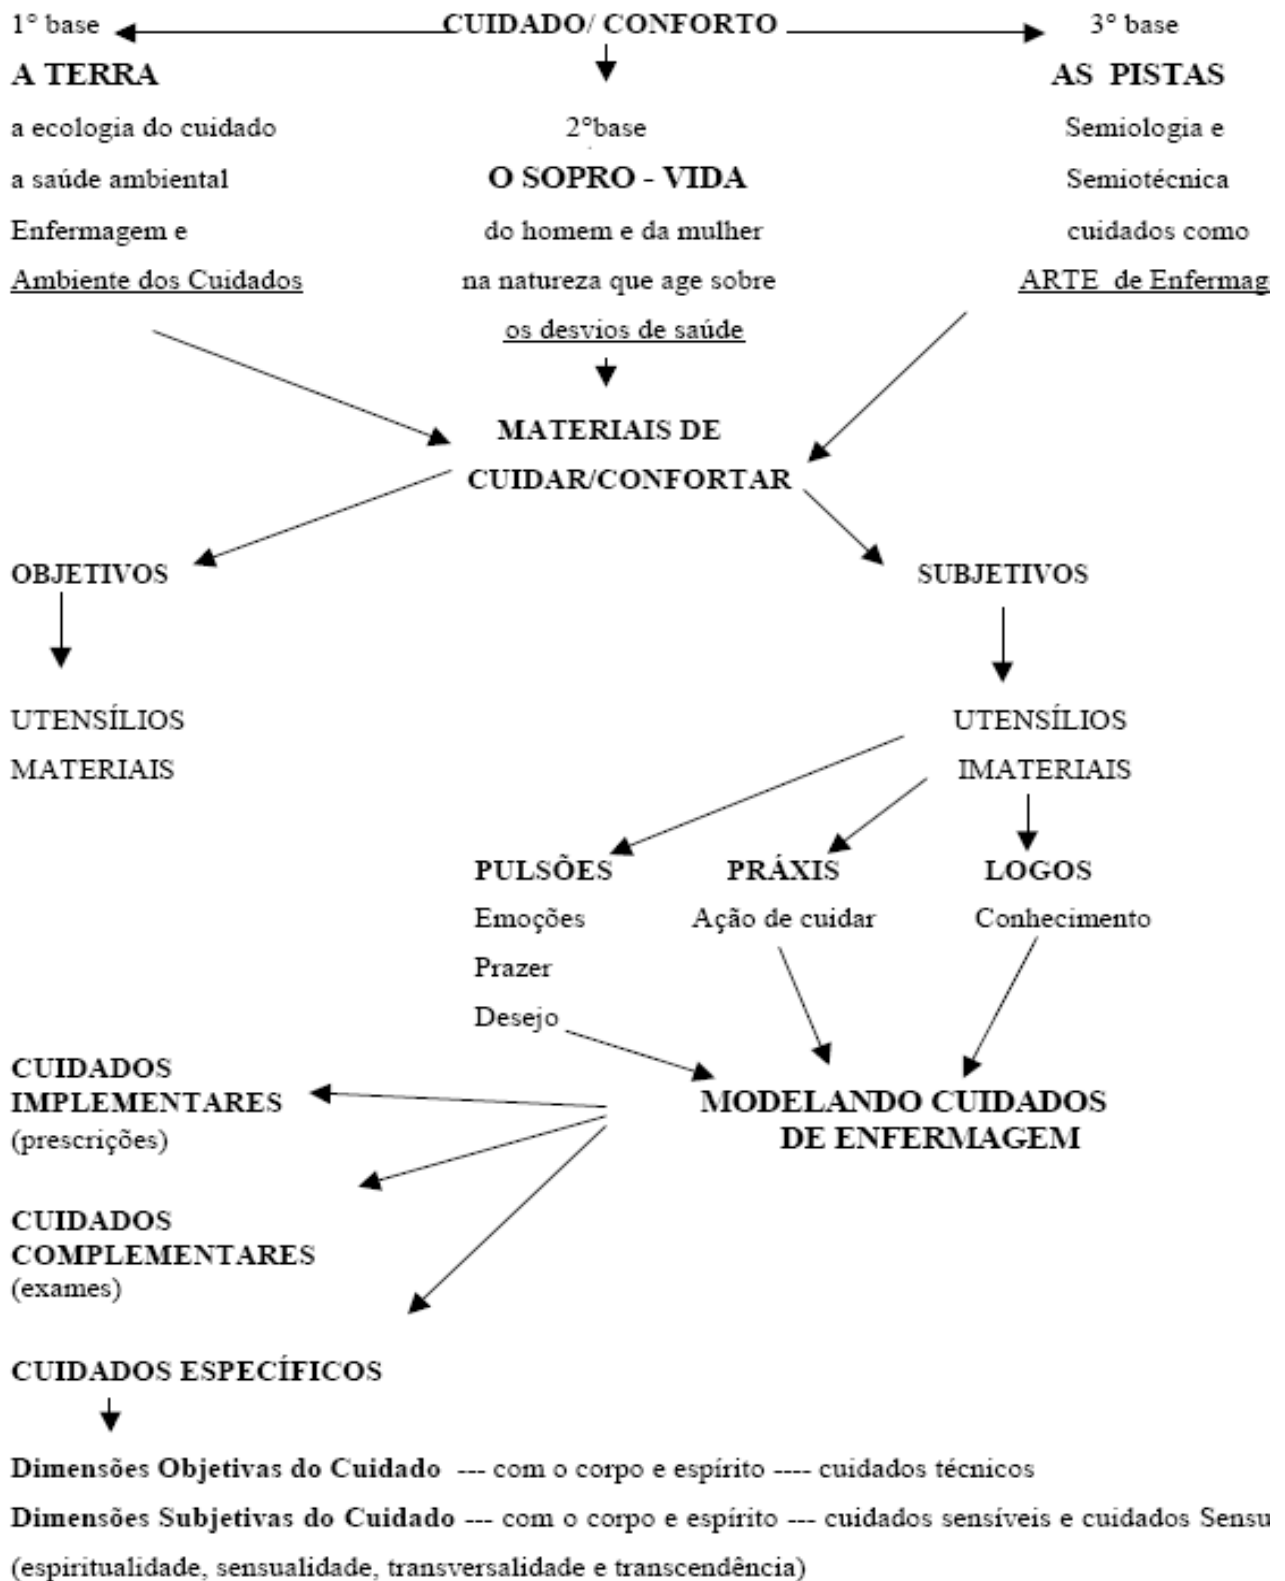 1° base
CUIDADO/ CONFORTO
3° base
A TERRA
AS PISTAS
a ecologia do cuidado
2°base
Semiologia e
a saúde ambiental
O SOPRO - VIDA
Semiotécnica
Enfermagem e
do homem e da mulher
cuidados como
Ambiente dos Cuidados
na natureza que age sobre
ARTE de Enfermag
os desvios de saúde
MATERIAIS DE
CUIDAR/CONFORTAR
OBJETIVOS
SUBJETIVOS
UTENSÍLIOS
MATERIAIS
UTENSÍLIOS
IMATERIAIS
PULSÕES
PRÁXIS
LOGOS
Emoções
Ação de cuidar
Conhecimento
Prazer
Desejo
CUIDADOS
IMPLEMENTARES
(prescrições)
MODELANDO CUIDADOS
DE ENFERMAGEM
CUIDADOS
COMPLEMENTARES
(exames)
CUIDADOS ESPECÍFICOS
Dimensões Objetivas do Cuidado --- com o corpo e espírito ---- cuidados técnicos
Dimensões Subjetivas do Cuidado --- com o corpo e espírito --- cuidados sensíveis e cuidados Sensu
(espiritualidade, sensualidade, transversalidade e transcendência)